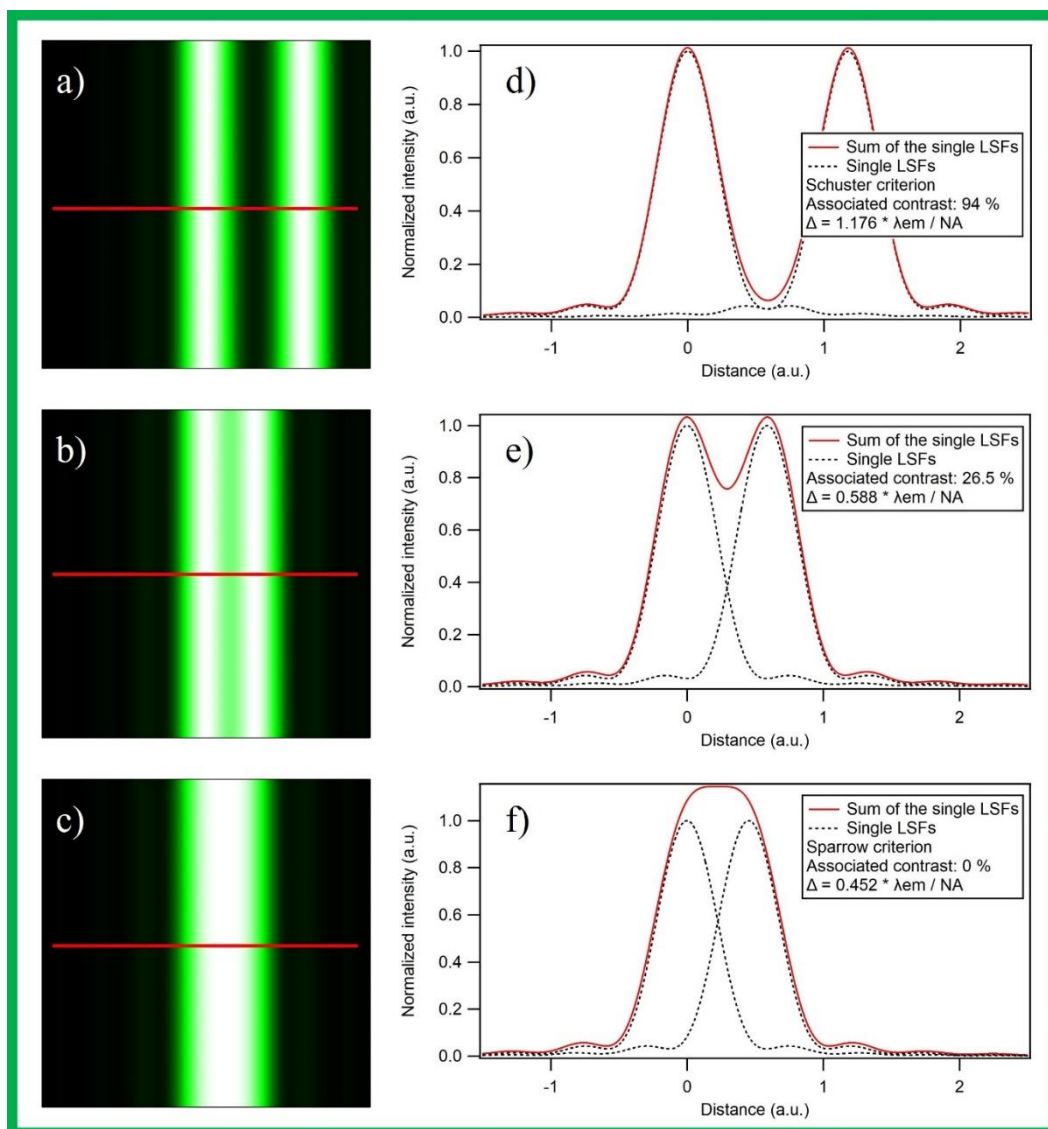 a)
d)
Normalized intensity (a.u.)
1.0
0.8
0.6
0.4
0.2
0.0
Sum of the single LSFs
Single LSFs
Schuster criterion
Associated contrast: 94 %
Δ = 1.176 * λem / NA
-1
0
1
2
Distance (a.u.)
b)
e)
Normalized intensity (a.u.)
1.0
0.8
0.6
0.4
0.2
0.0
Sum of the single LSFs
Single LSFs
Associated contrast: 26.5 %
Δ = 0.588 * λem / NA
-1
0
1
2
Distance (a.u.)
c)
f)
Normalized intensity (a.u.)
1.0
0.8
0.6
0.4
0.2
0.0
Sum of the single LSFs
Single LSFs
Sparrow criterion
Associated contrast: 0 %
Δ = 0.452 * λem / NA
-1
0
1
2
Distance (a.u.)